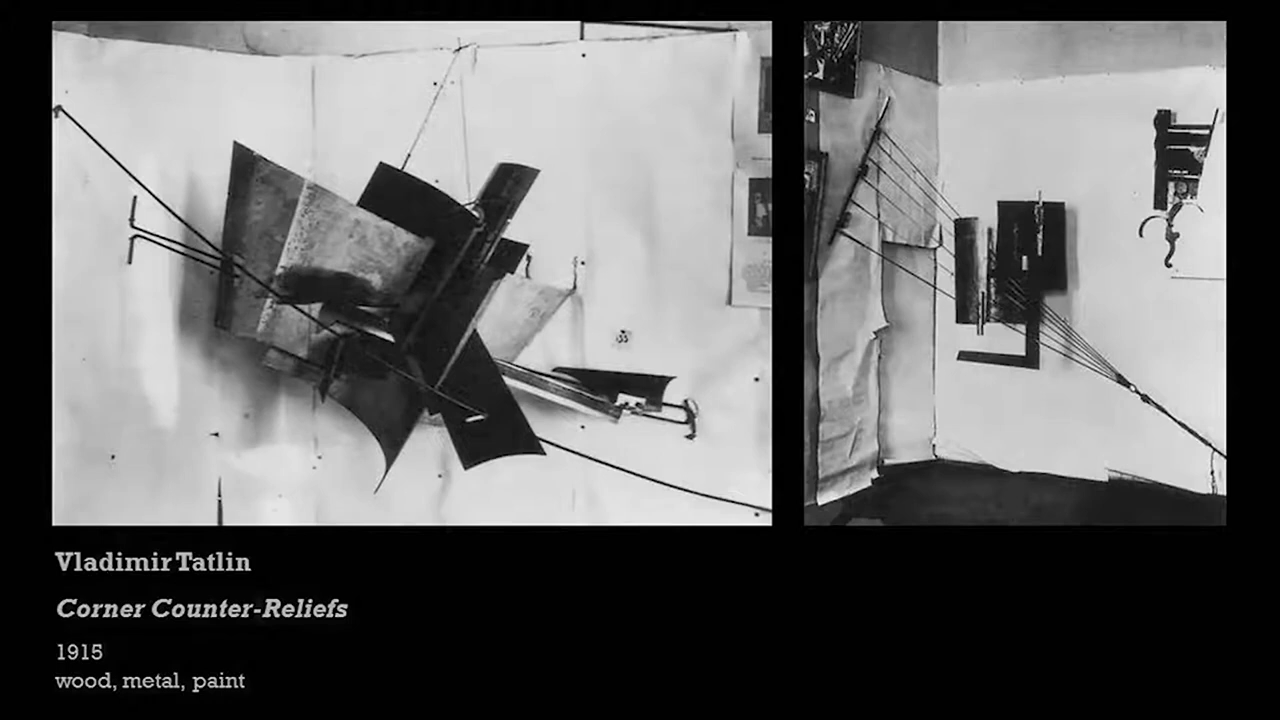 Vladimir Tatlin
Corner Counter-Reliefs
1915
wood, metal, paint